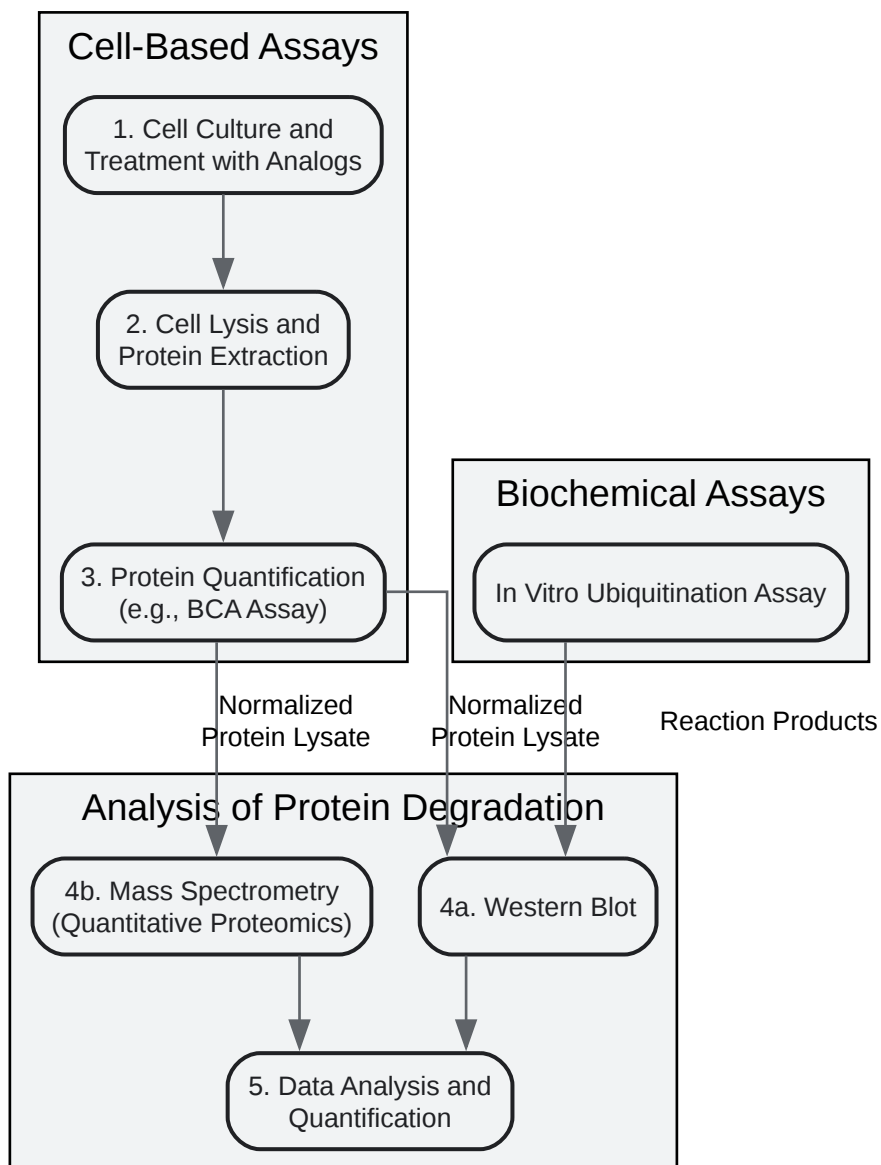 Cell-Based Assays
1. Cell Culture and
Treatment with Analogs
2. Cell Lysis and
Protein Extraction
Biochemical Assays
3. Protein Quantification
(e.g., BCA Assay)
In Vitro Ubiquitination Assay
Normalized
Protein Lysate
Normalized
Protein Lysate
Reaction Products
Analysis of Protein Degradation
4b. Mass Spectrometry
(Quantitative Proteomics)
4a. Western Blot
5. Data Analysis and
Quantification